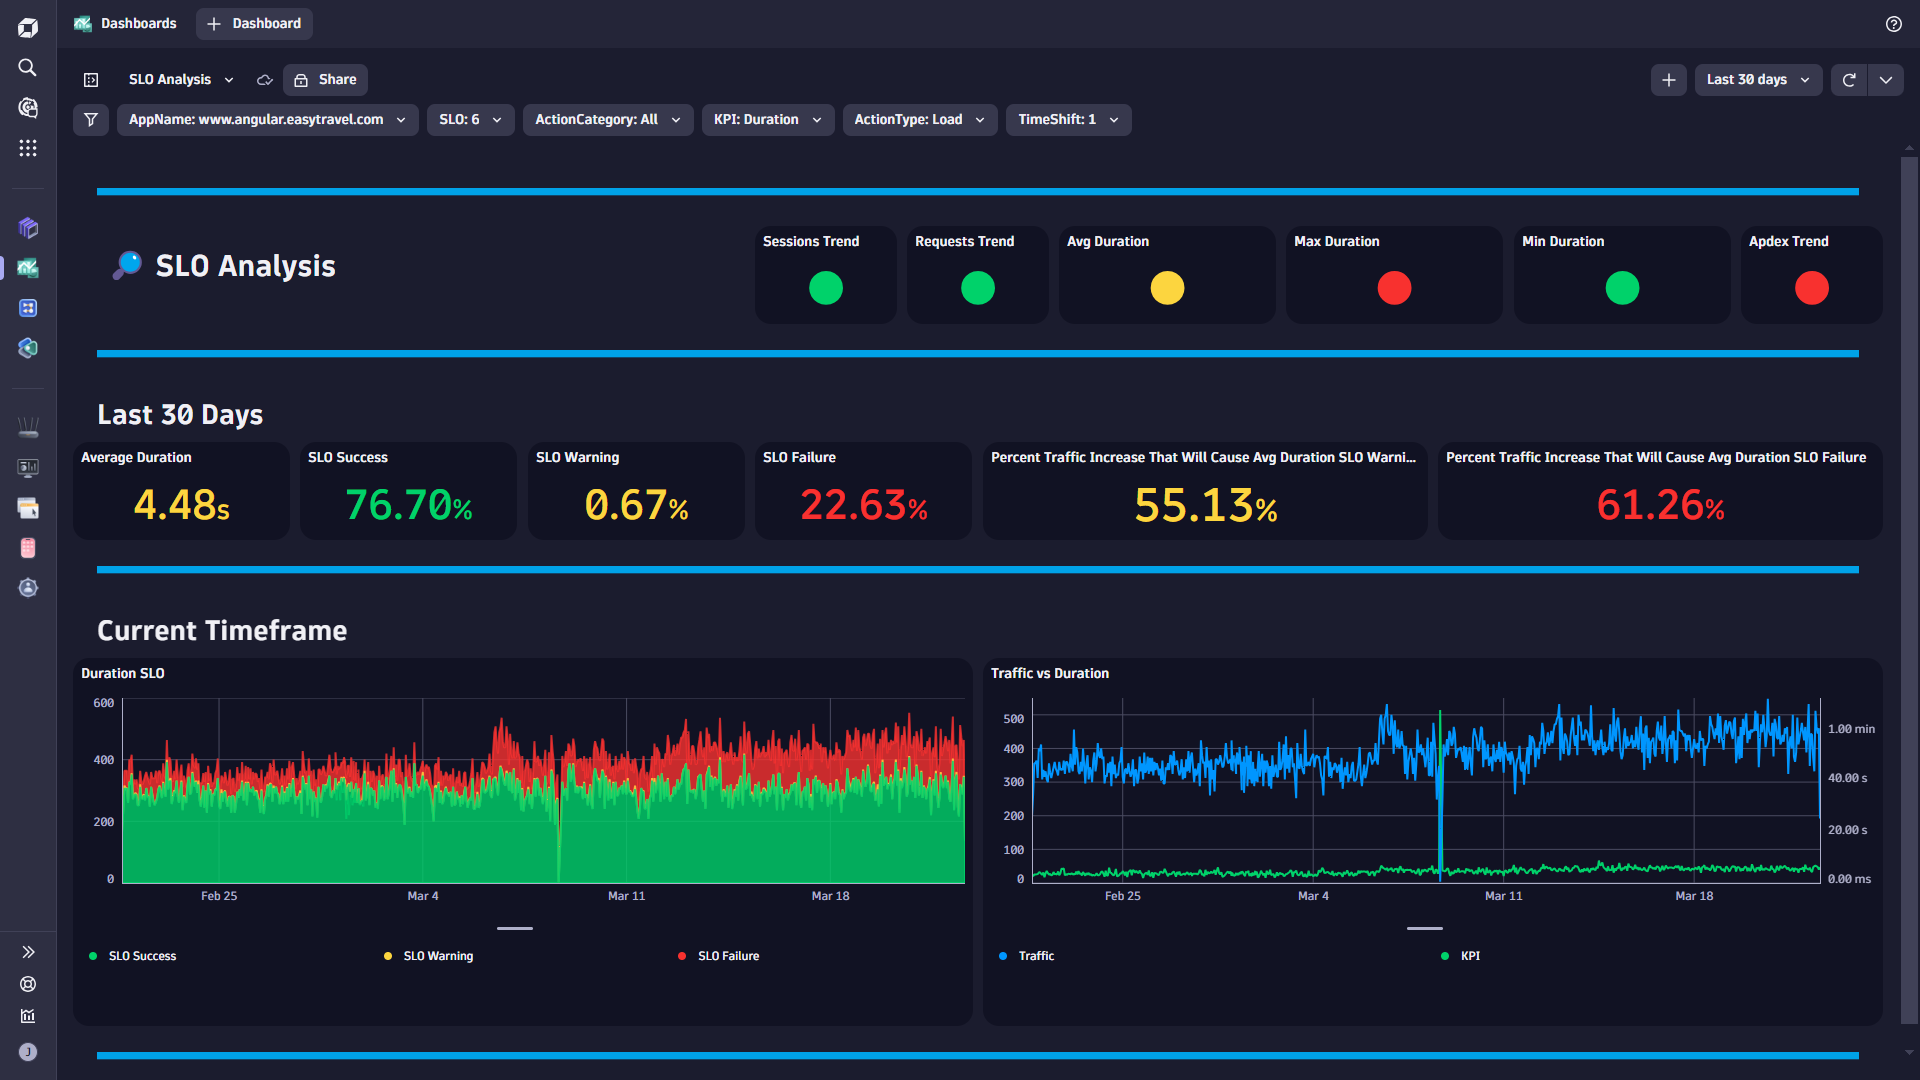 Dashboards
Dashboard
SLO Analysis
Share
Last 30 days
AppName: www.angular.easytravel.com
SLO: 6
ActionCategory: All
KPI: Duration
ActionType: Load
TimeShift: 1
SLO Analysis
Sessions Trend
Requests Trend
Avg Duration
Max Duration
Min Duration
Apdex Trend
Last 30 Days
Average Duration
4.48s
SLO Success
76.70%
SLO Warning
0.67%
SLO Failure
22.63%
Percent Traffic Increase That Will Cause Avg Duration SLO Warni...
55.13%
Percent Traffic Increase That Will Cause Avg Duration SLO Failure
61.26%
Current Timeframe
Duration SLO
600
400
200
0
Feb 25
Mar 4
Mar 11
Mar 18
SLO Success
SLO Warning
SLO Failure
Traffic vs Duration
500
400
300
200
100
0
1.00 min
40.00 s
20.00 s
0.00 ms
Feb 25
Mar 4
Mar 11
Mar 18
Traffic
KPI
J